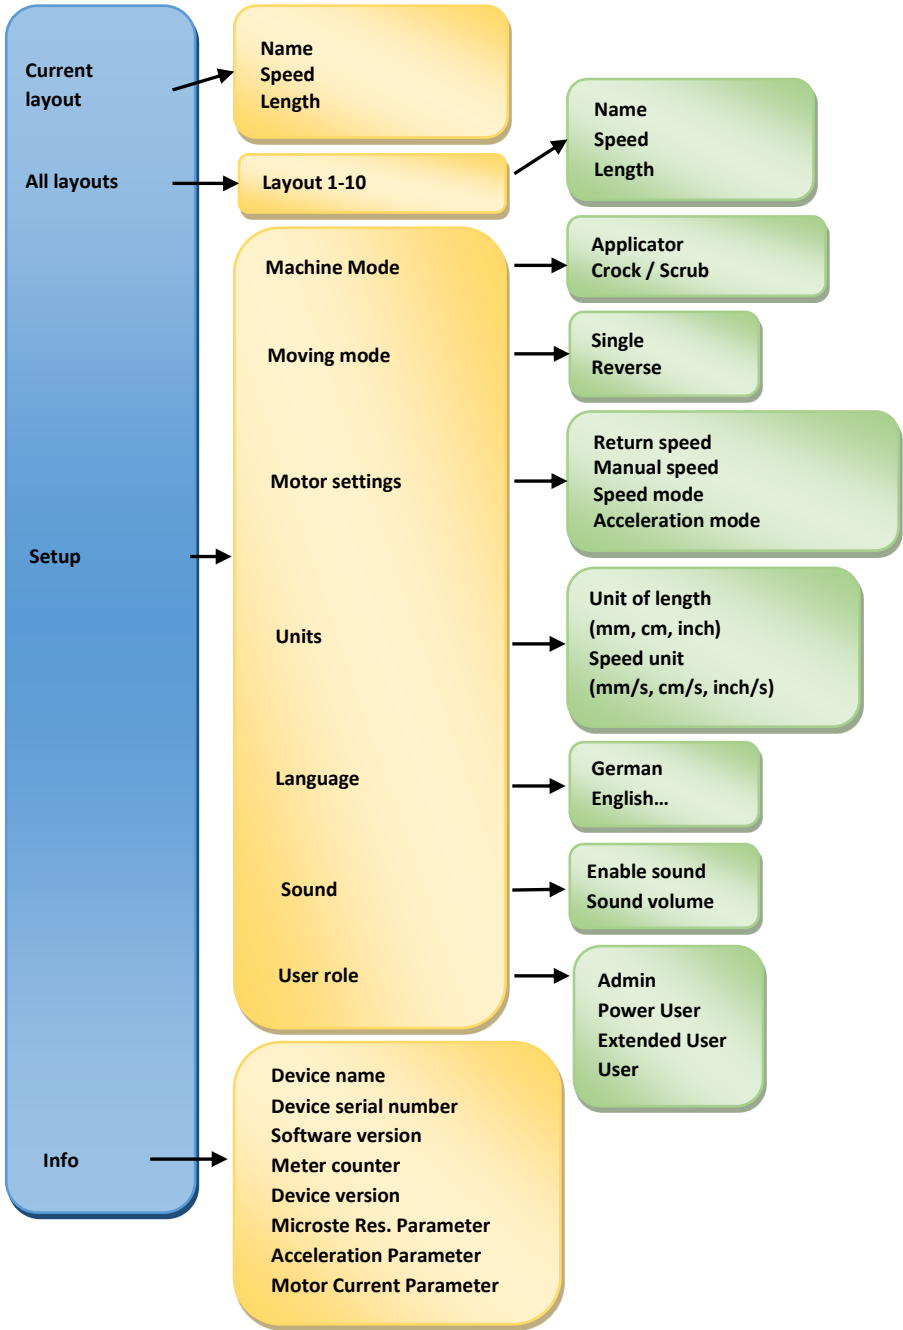 Current
layout
Name
Speed
Length
All layouts
Layout 1-10
Name
Speed
Length
Setup
Machine Mode
Applicator
Crock / Scrub
Moving mode
Single
Reverse
Motor settings
Return speed
Manual speed
Speed mode
Acceleration mode
Units
Unit of length
(mm, cm, inch)
Speed unit
(mm/s, cm/s, inch/s)
Language
German
English...
Sound
Enable sound
Sound volume
User role
Admin
Power User
Extended User
User
Info
Device name
Device serial number
Software version
Meter counter
Device version
Microste Res. Parameter
Acceleration Parameter
Motor Current Parameter